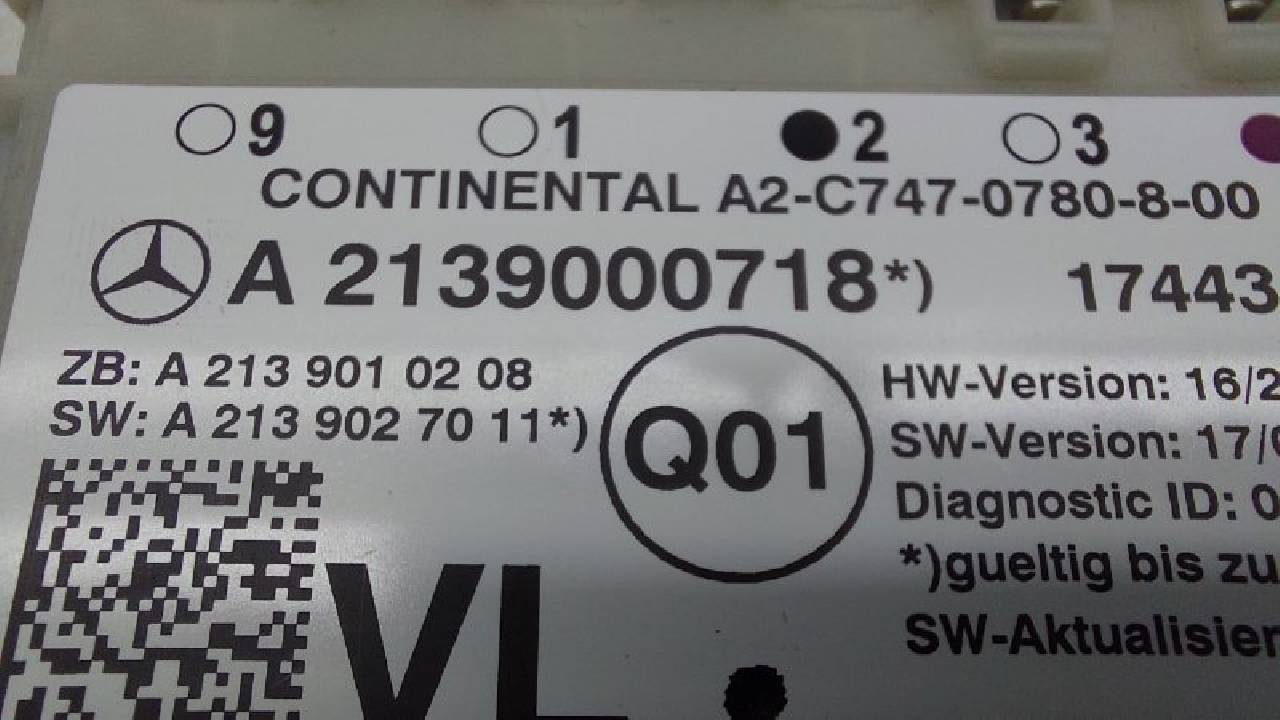 9 1 2 3
CONTINENTAL A2-C747-0780-8-00
A 2139000718*) 17443
ZB: A 213 901 02 08
SW: A 213 902 70 11*)
Q01
HW-Version: 16/2
SW-Version: 17/0
Diagnostic ID: 0
*)gueltig bis zu
SW-Aktualisier
VL